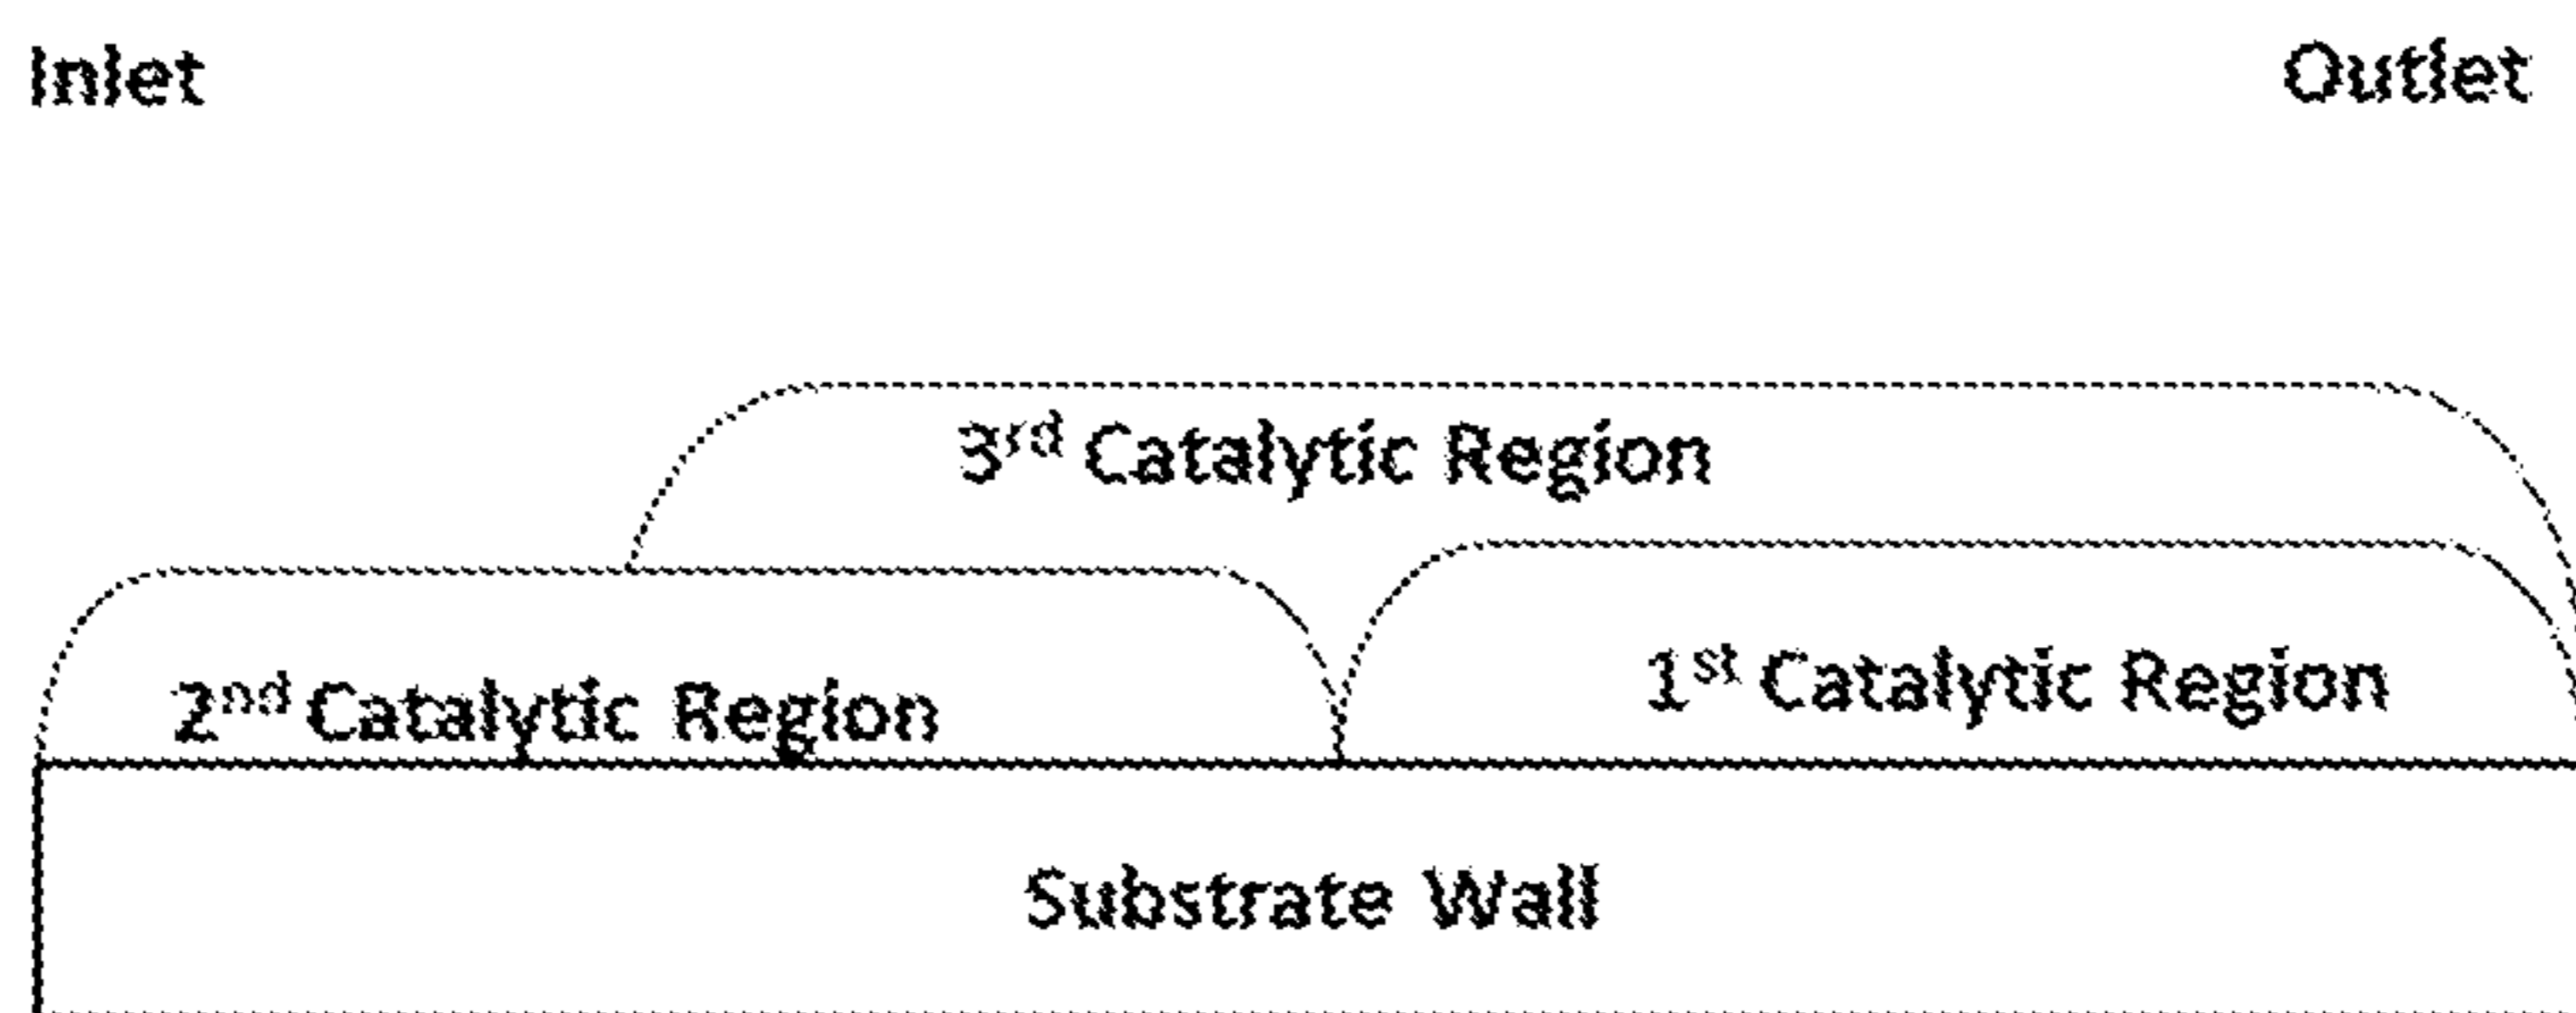 Inlet
Outlet
3rd Catalytic Region
2nd Catalytic Region
1st Catalytic Region
Substrate Wall